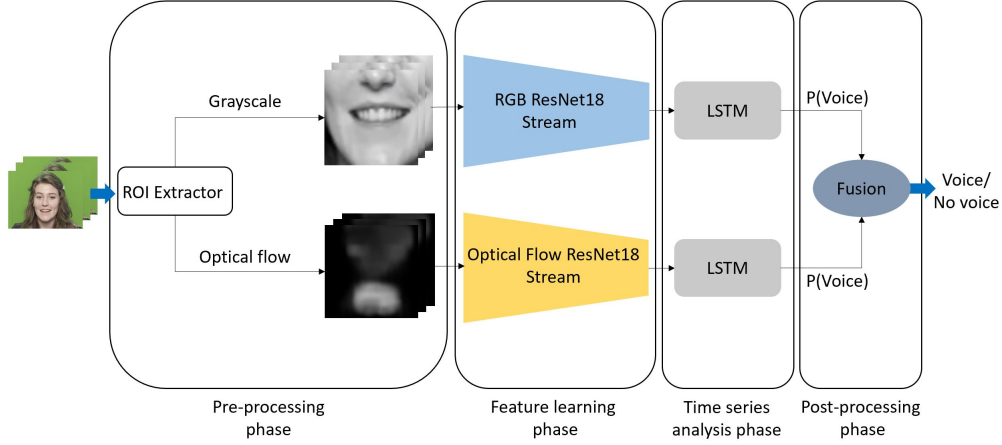 Grayscale
ROI Extractor
Optical flow
RGB ResNet18
Stream
Optical Flow ResNet18
Stream
LSTM
LSTM
P(Voice)
Fusion
P(Voice)
Voice/
No voice
Pre-processing
phase
Feature learning
phase
Time series
analysis phase
Post-processing
phase